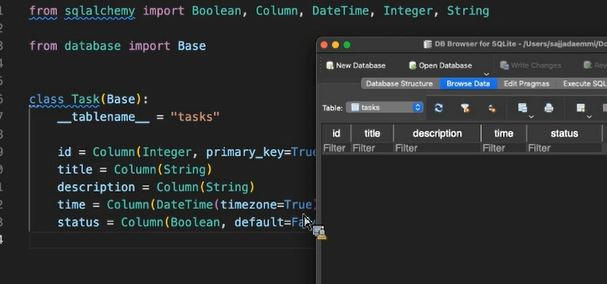 from sqlalchemy import Boolean, Column, DateTime, Integer, String
from database import Base
class Task(Base):
__tablename__ = "tasks"
id = Column(Integer, primary_key=True
title = Column(String)
description = Column(String)
time = Column(DateTime(timezone=True)
status = Column(Boolean, default=
DB Browser for SQLite - /Users/sajjadaemmi/
New Database Open Database Write Changes
Database Structure Browse Data Edit Pragmas Execute SQL
Table: tasks
id title description time status
Filter Filter Filter Filter Filter